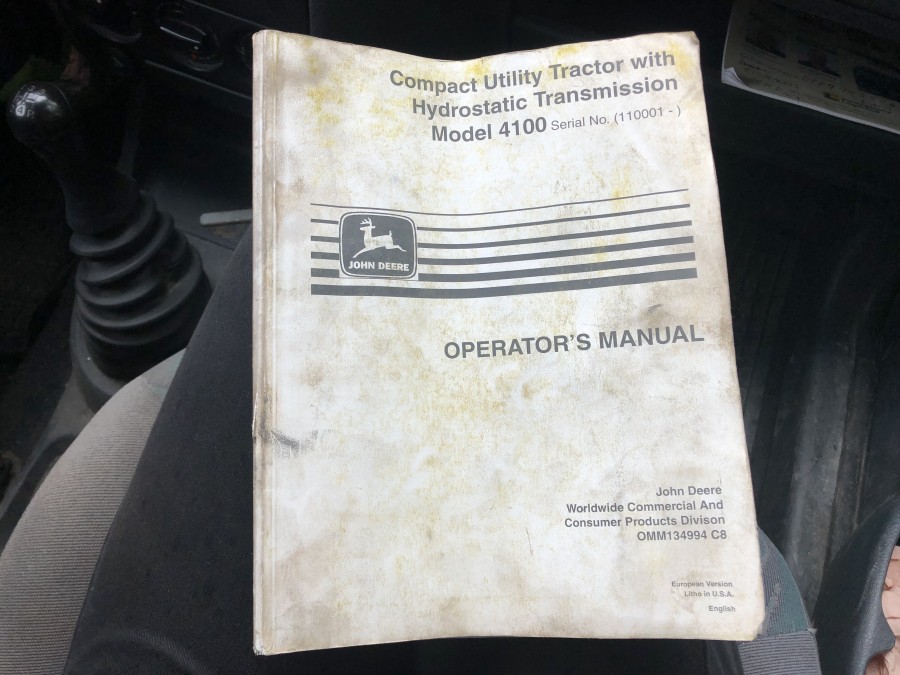 Compact Utility Tractor with
Hydrostatic Transmission
Model 4100 Serial No. (110001 - )
JOHN DEERE
OPERATOR'S MANUAL
John Deere
Worldwide Commercial And
Consumer Products Divison
OMM134994 C8
European Version
Litho in U.S.A.
English